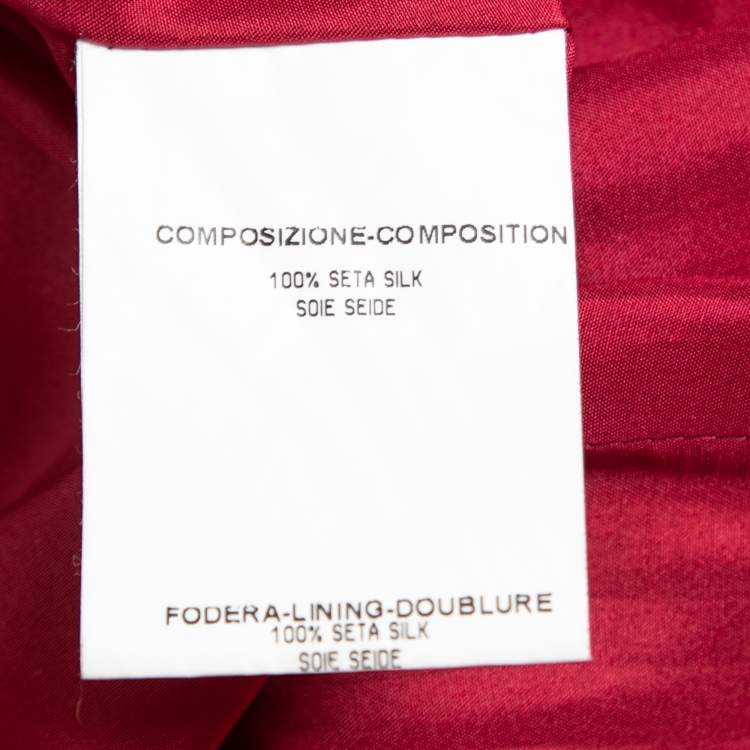 COMPOSIZIONE-COMPOSITION
100% SETA SILK
SOIE SEIDE
FODERA-LINING-DOUBLURE
100% SETA SILK
SOIE SEIDE